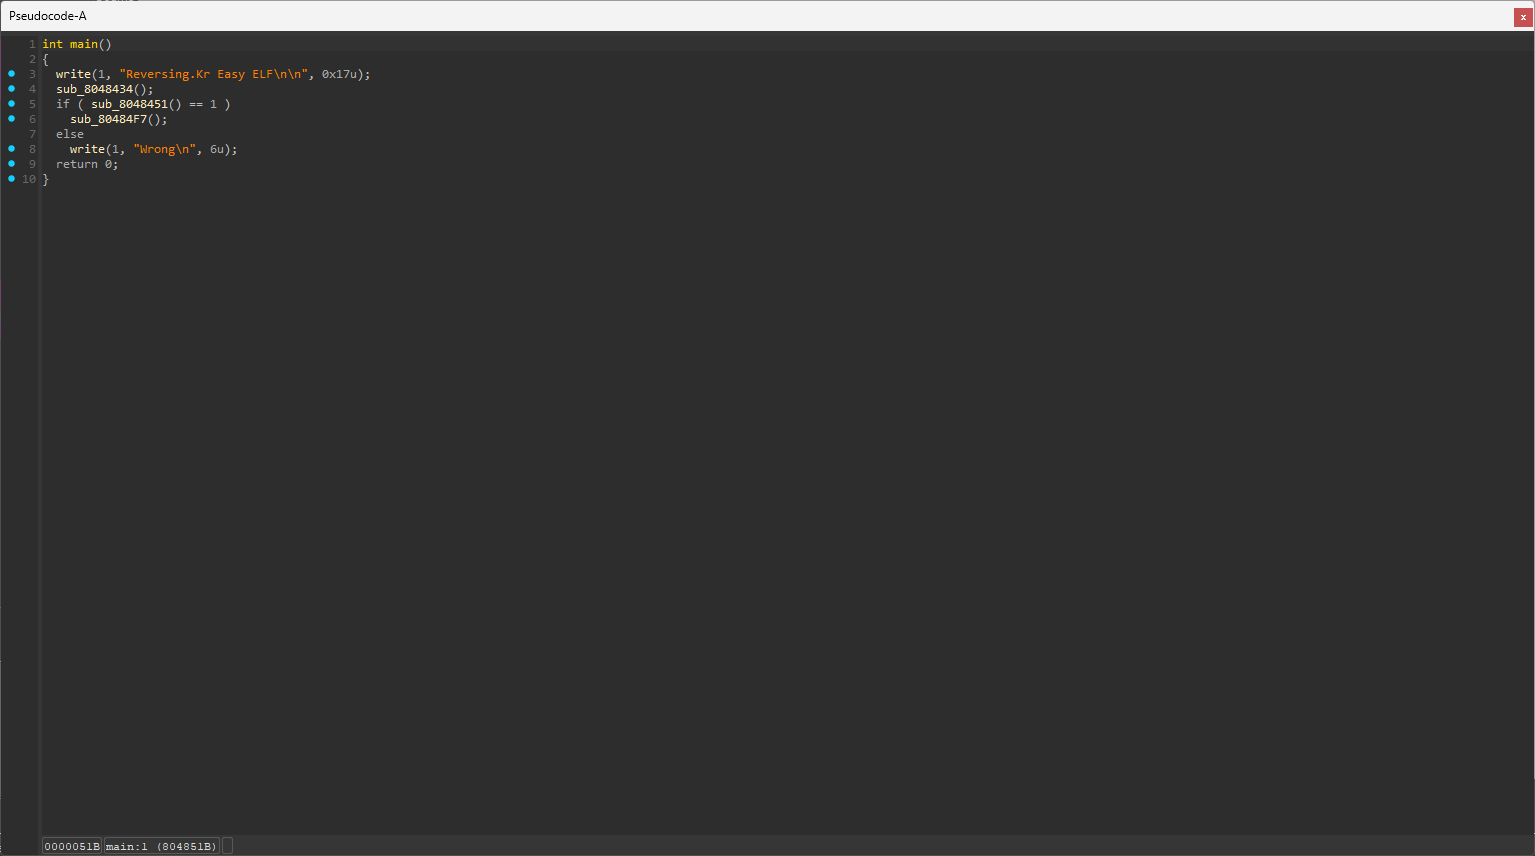 Pseudocode-A
x
1 int main()
2 {
3   write(1, "Reversing.Kr Easy ELF\n\n", 0x17u);
4   sub_8048434();
5   if ( sub_8048451() == 1 )
6     sub_80484F7();
7   else
8     write(1, "Wrong\n", 6u);
9   return 0;
10 }
0000051B main:1 (804851B)